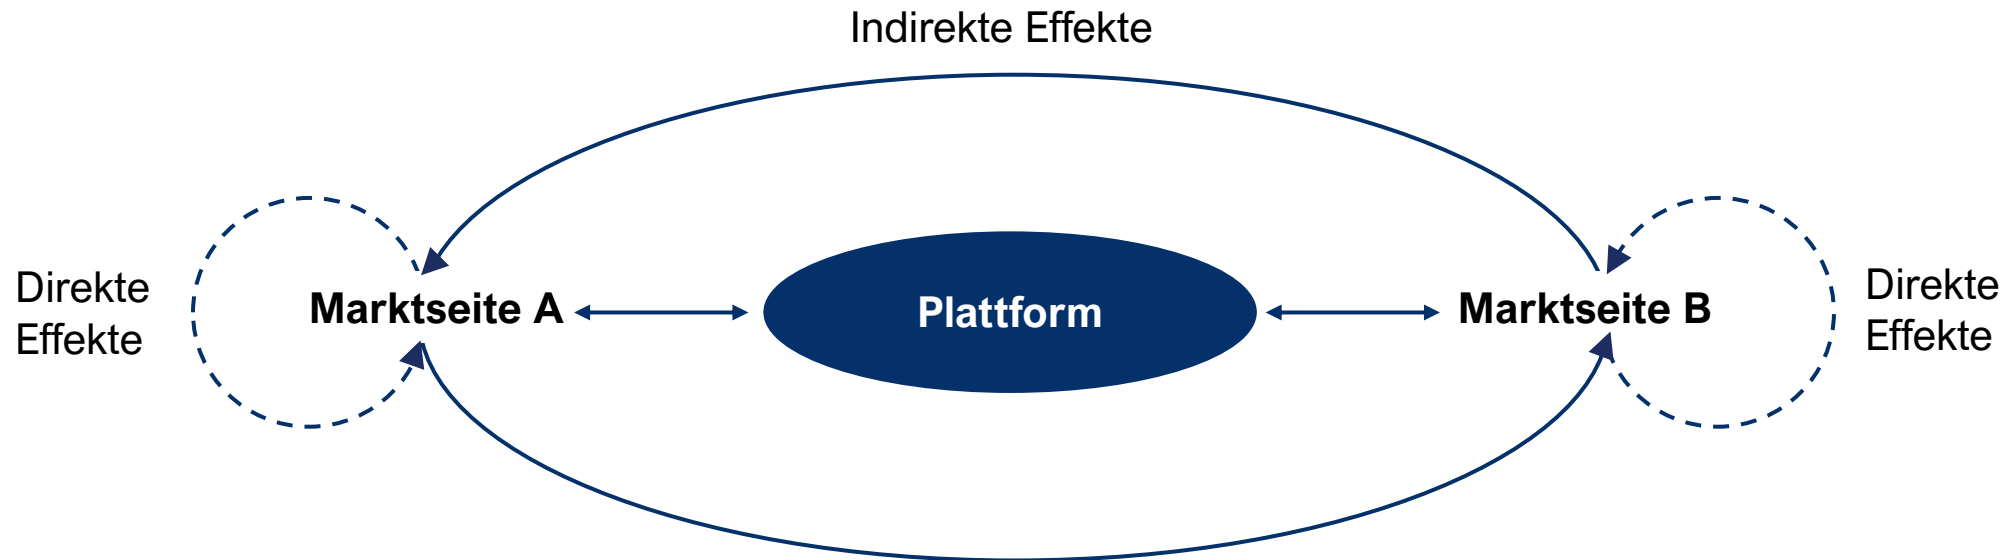 Indirekte Effekte
Direkte
Effekte
Marktseite A
Plattform
Marktseite B
Direkte
Effekte